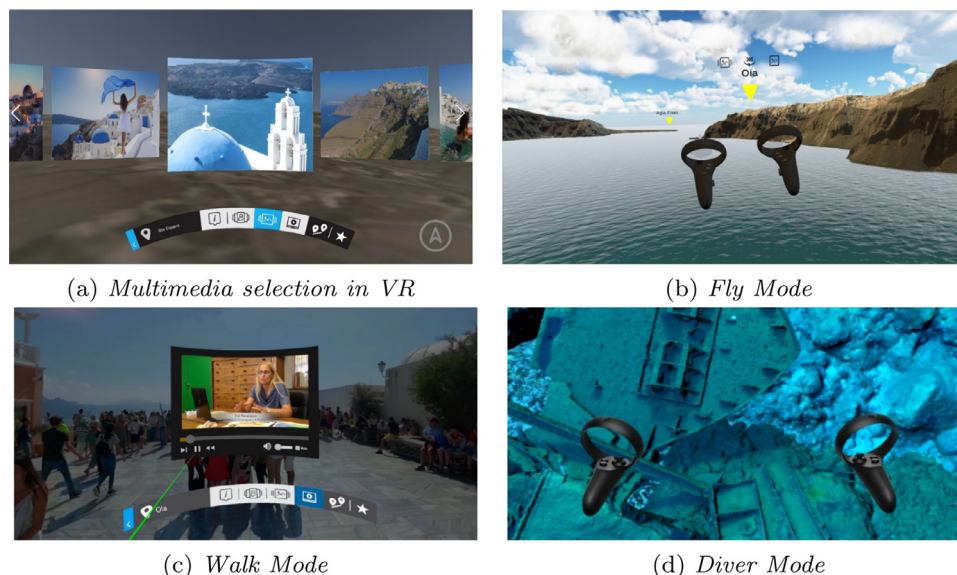 Oia
(a) Multimedia selection in VR
(b) Fly Mode
Oia
(c) Walk Mode
(d) Diver Mode